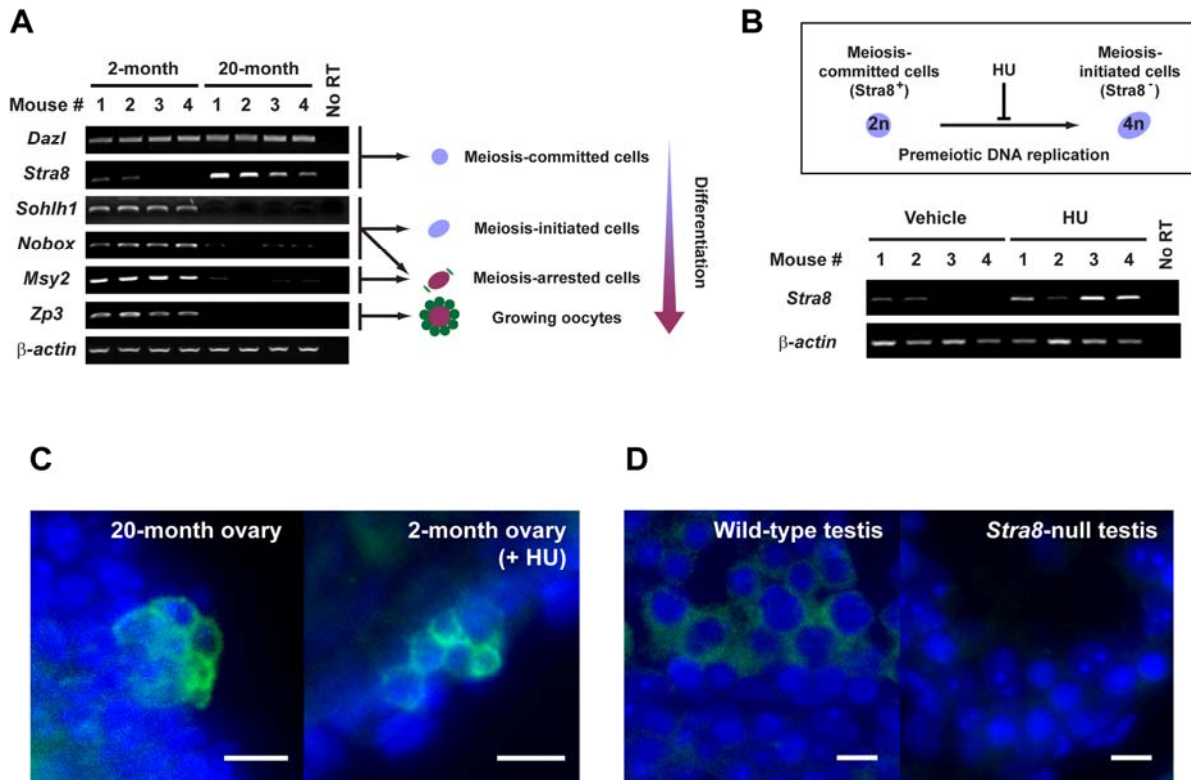 A
2-month 20-month No RT
Mouse # 1 2 3 4 1 2 3 4
Dazl
Stra8
Sohlh1
Nobox
Msy2
Zp3
β-actin
Meiosis-committed cells
Meiosis-initiated cells
Meiosis-arrested cells
Growing oocytes
Differentiation
B
Meiosis-
committed cells
(Stra8+)
HU
Meiosis-
initiated cells
(Stra8-)
2n
4n
Premeiotic DNA replication
Vehicle HU No RT
Mouse # 1 2 3 4 1 2 3 4
Stra8
β-actin
C
20-month ovary
2-month ovary
(+ HU)
D
Wild-type testis
Stra8-null testis